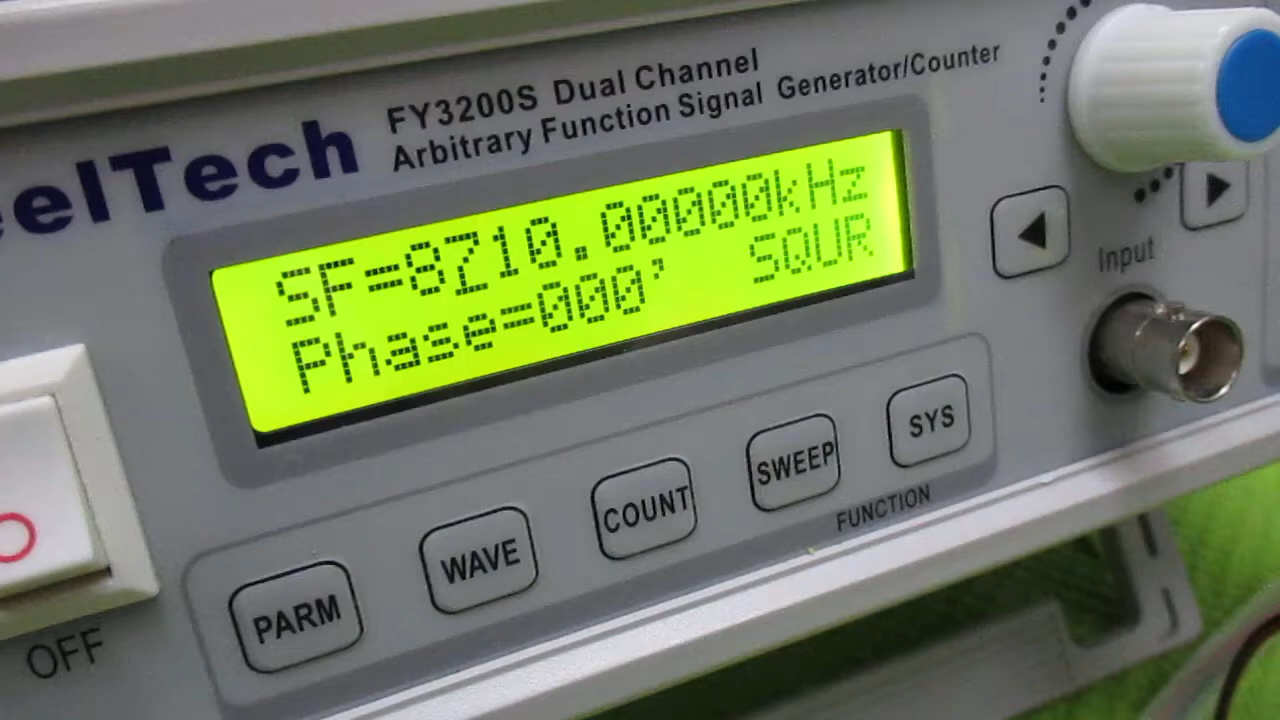 FY3200S Dual Channel
Arbitrary Function Signal Generator/Counter
eelTech
SF=8710.00000kHz
Phase=000' SQUR
Input
PARM
WAVE
COUNT
SWEEP
SYS
FUNCTION
OFF